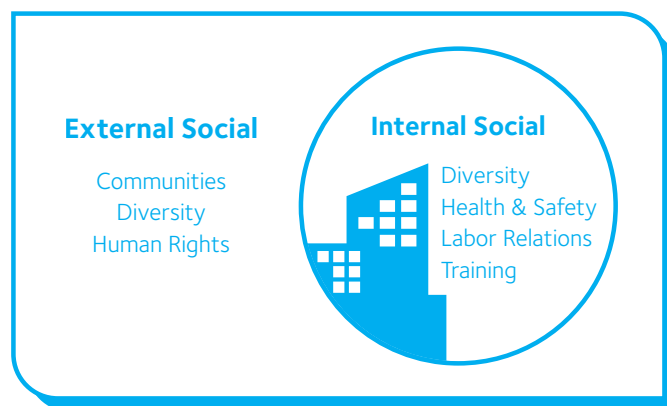 External Social
Communities
Diversity
Human Rights
Internal Social
Diversity
Health & Safety
Labor Relations
Training